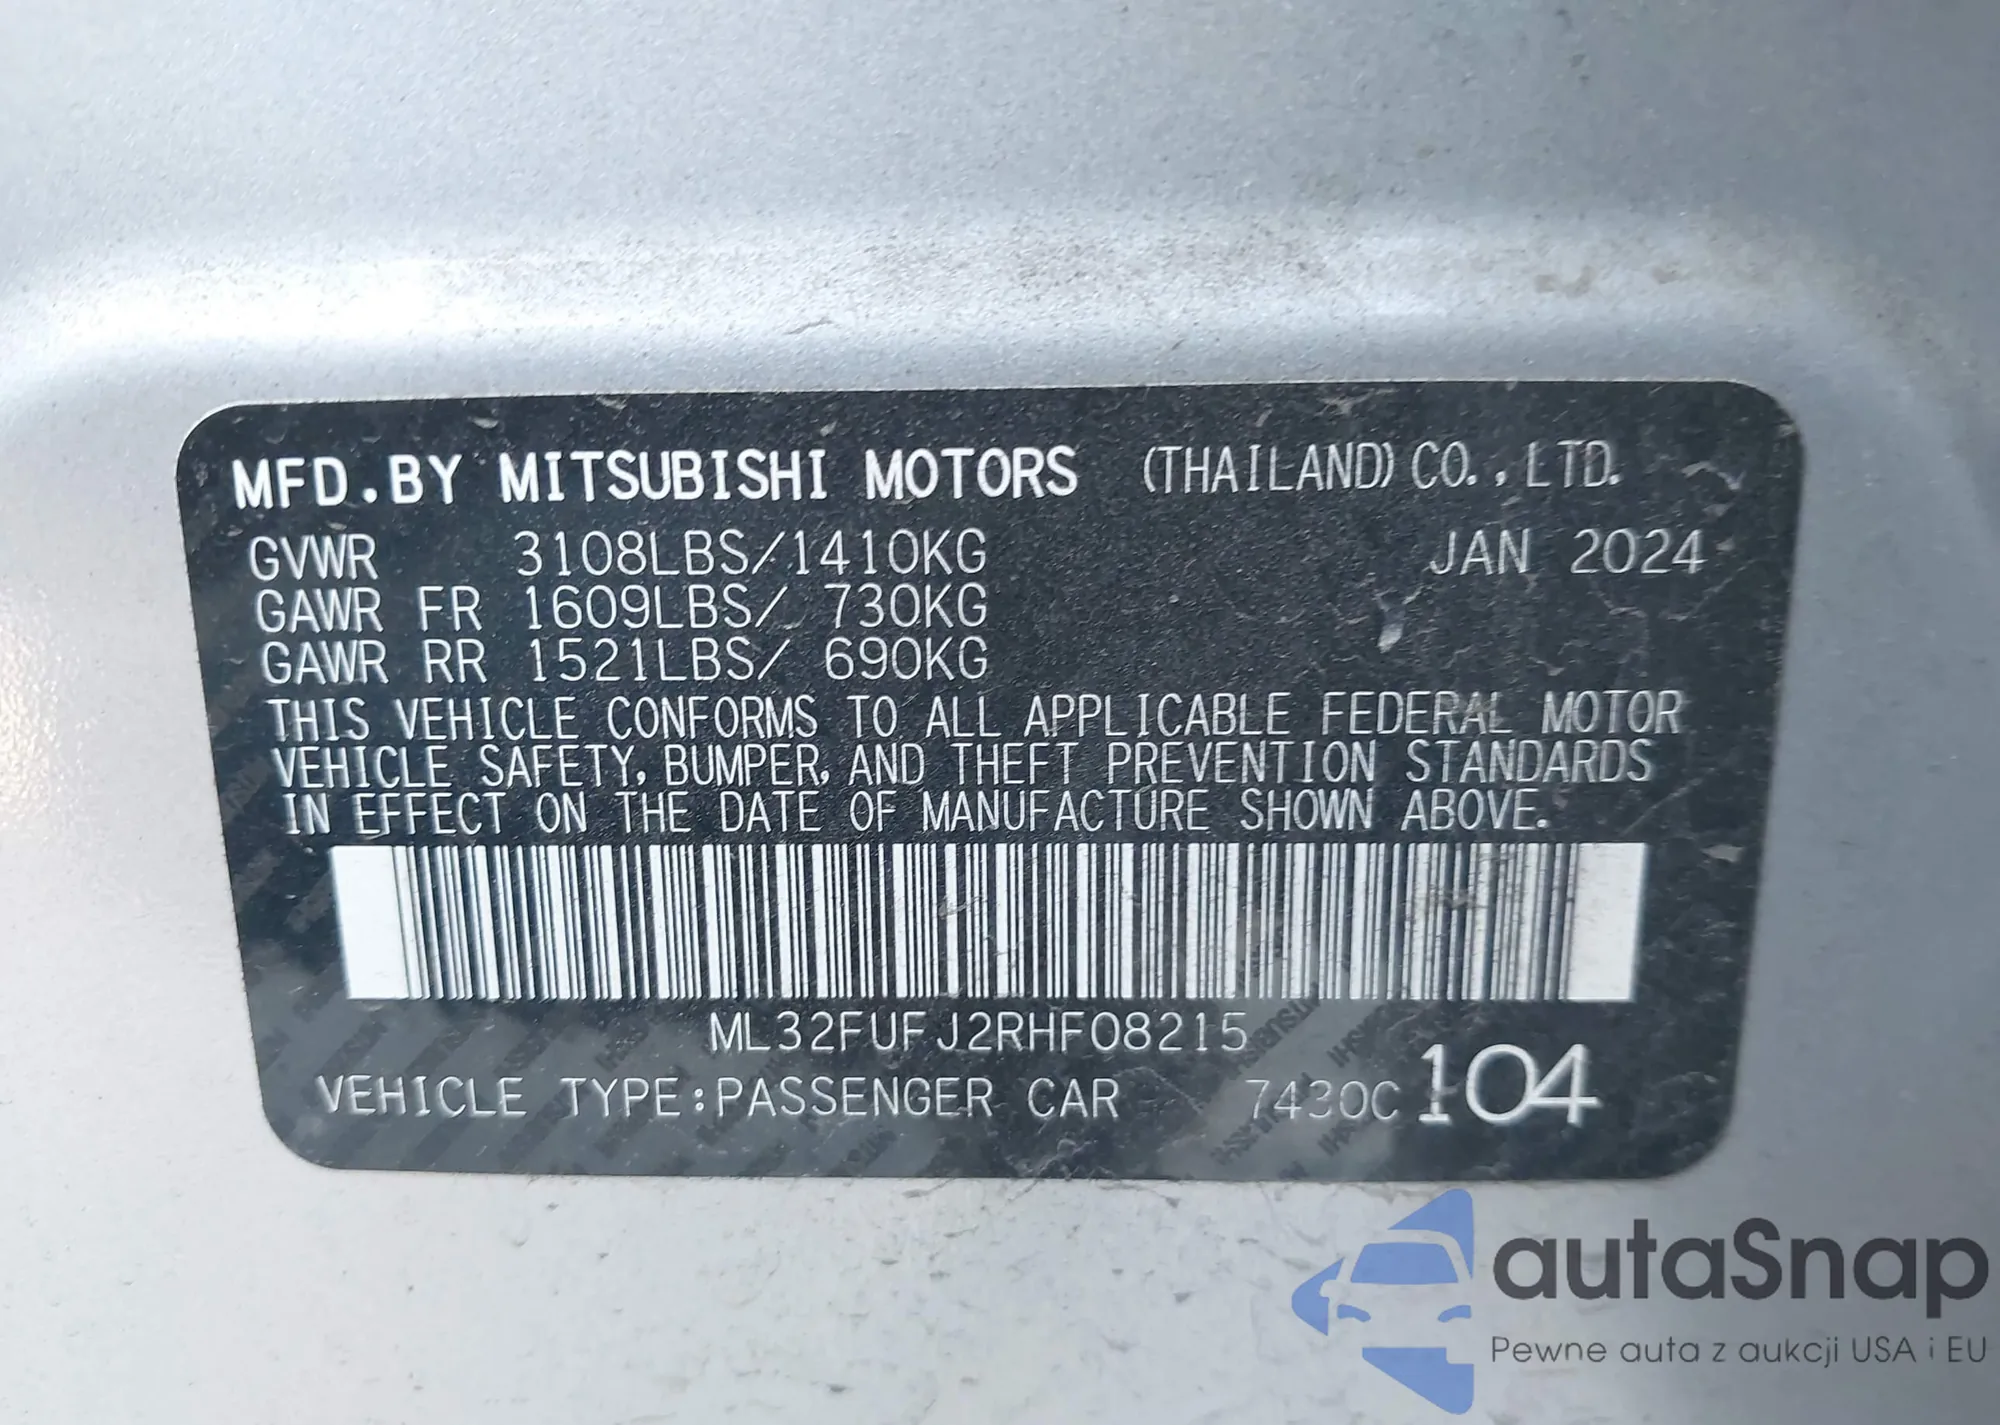 MFD.BY MITSUBISHI MOTORS (THAILAND) CO.,LTD.
GVWR 3108LBS/1410KG JAN 2024
GAWR FR 1609LBS/ 730KG
GAWR RR 1521LBS/ 690KG
THIS VEHICLE CONFORMS TO ALL APPLICABLE FEDERAL MOTOR
VEHICLE SAFETY, BUMPER, AND THEFT PREVENTION STANDARDS
IN EFFECT ON THE DATE OF MANUFACTURE SHOWN ABOVE.
ML32FUFJ2RHF08215
VEHICLE TYPE:PASSENGER CAR 7430C 104
autaSnap
Pewne auta z aukcji USA i EU